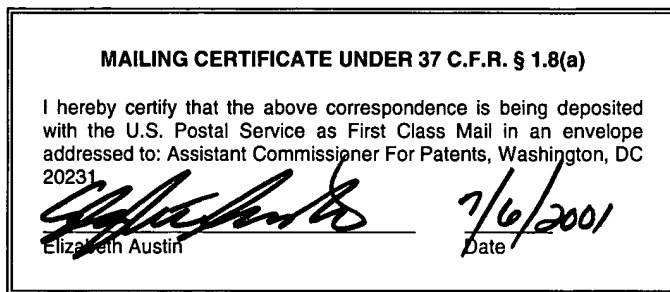 MAILING CERTIFICATE UNDER 37 C.F.R. § 1.8(a)
I hereby certify that the above correspondence is being deposited
with the U.S. Postal Service as First Class Mail in an envelope
addressed to: Assistant Commissioner For Patents, Washington, DC
20231
7/6/2001
Elizabeth Austin Date